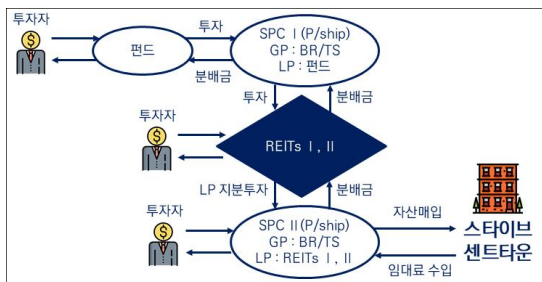 투자자
펀드
투자
분배금
SPC I (P/ship)
GP : BR/TS
LP : 펀드
투자
분배금
투자자
REITs I , II
LP 지분투자
분배금
투자자
SPC II (P/ship)
GP : BR/TS
LP : REITs I , II
자산매입
임대료 수입
스타이브
센트타운